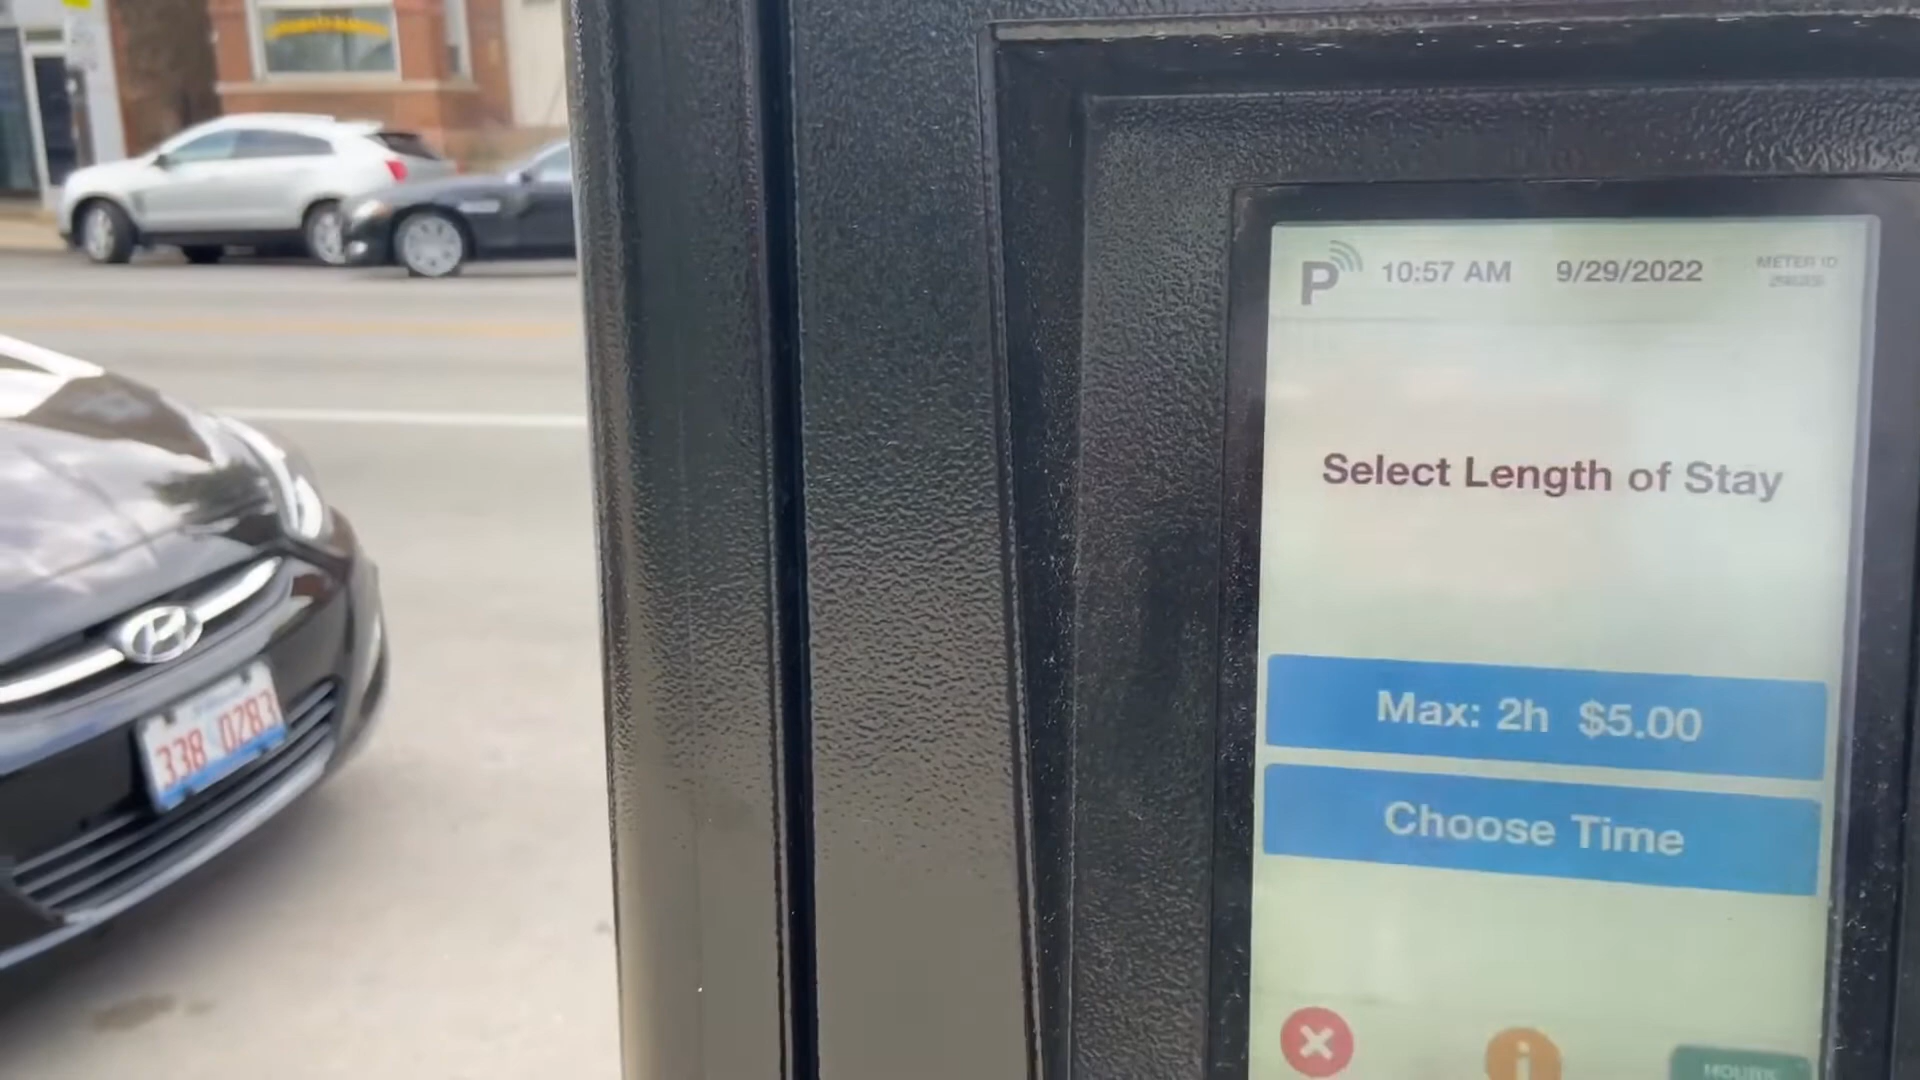 P 10:57 AM 9/29/2022 METER ID
Select Length of Stay
Max: 2h $5.00
Choose Time
i
338 0283